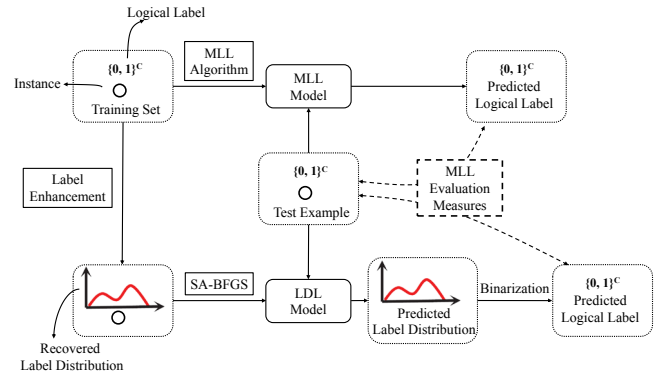 Logical Label
{0, 1}ᶜ
Instance
Training Set
MLL
Algorithm
MLL
Model
{0, 1}ᶜ
Predicted
Logical Label
Label
Enhancement
{0, 1}ᶜ
Test Example
MLL
Evaluation
Measures
SA-BFGS
LDL
Model
Predicted
Label Distribution
Binarization
{0, 1}ᶜ
Predicted
Logical Label
Recovered
Label Distribution